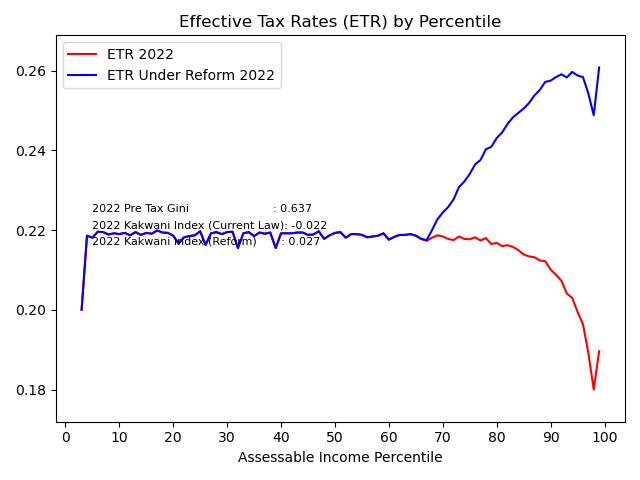 Effective Tax Rates (ETR) by Percentile
ETR 2022
ETR Under Reform 2022
0.26
0.24
0.22
0.20
0.18
2022 Pre Tax Gini : 0.637
2022 Kakwani Index (Current Law): -0.022
2022 Kakwani Index (Reform) : 0.027
0 10 20 30 40 50 60 70 80 90 100
Assessable Income Percentile